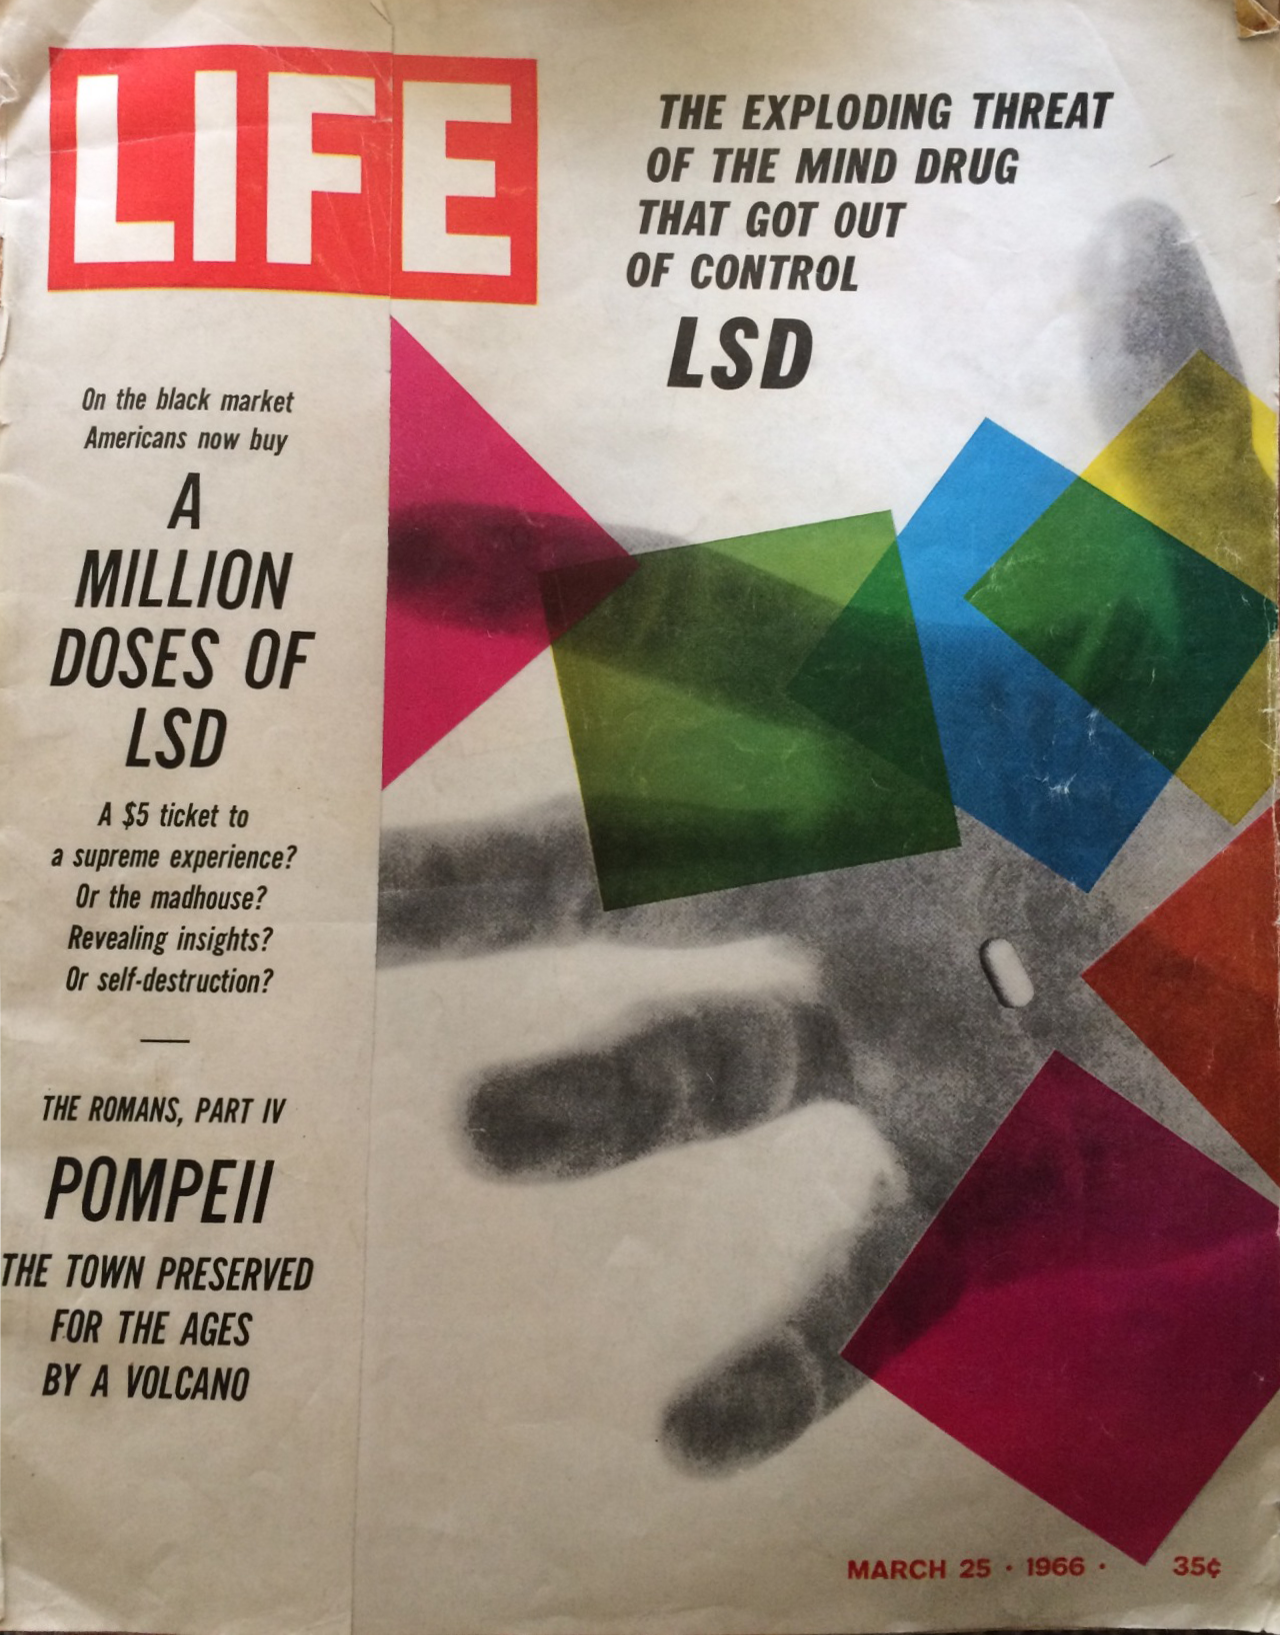 LIFE
THE EXPLODING THREAT
OF THE MIND DRUG
THAT GOT OUT
OF CONTROL
LSD
On the black market
Americans now buy
A
MILLION
DOSES OF
LSD
A $5 ticket to
a supreme experience?
Or the madhouse?
Revealing insights?
Or self-destruction?
THE ROMANS, PART IV
POMPEII
THE TOWN PRESERVED
FOR THE AGES
BY A VOLCANO
MARCH 25 · 1966 · 35¢